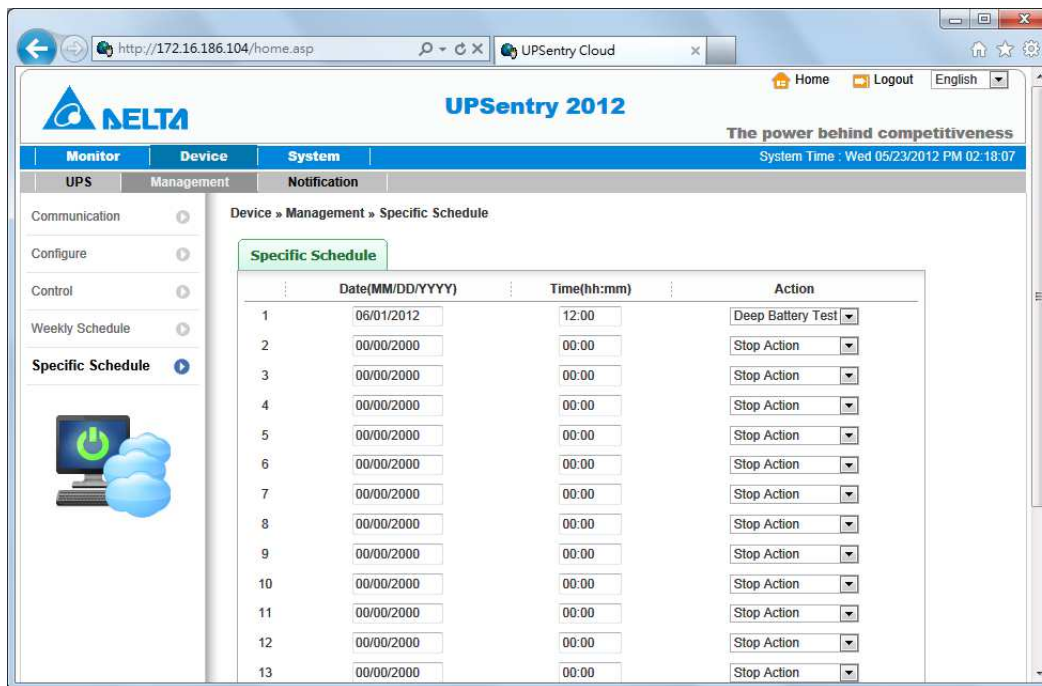 http://172.16.186.104/home.asp
UPSentry Cloud
Home Logout English
DELTA
UPSentry 2012
The power behind competitiveness
Monitor Device System System Time : Wed 05/23/2012 PM 02:18:07
UPS Management Notification
Communication
Configure
Control
Weekly Schedule
Specific Schedule
Device » Management » Specific Schedule
Specific Schedule
Date(MM/DD/YYYY) Time(hh:mm) Action
1 06/01/2012 12:00 Deep Battery Test
2 00/00/2000 00:00 Stop Action
3 00/00/2000 00:00 Stop Action
4 00/00/2000 00:00 Stop Action
5 00/00/2000 00:00 Stop Action
6 00/00/2000 00:00 Stop Action
7 00/00/2000 00:00 Stop Action
8 00/00/2000 00:00 Stop Action
9 00/00/2000 00:00 Stop Action
10 00/00/2000 00:00 Stop Action
11 00/00/2000 00:00 Stop Action
12 00/00/2000 00:00 Stop Action
13 00/00/2000 00:00 Stop Action